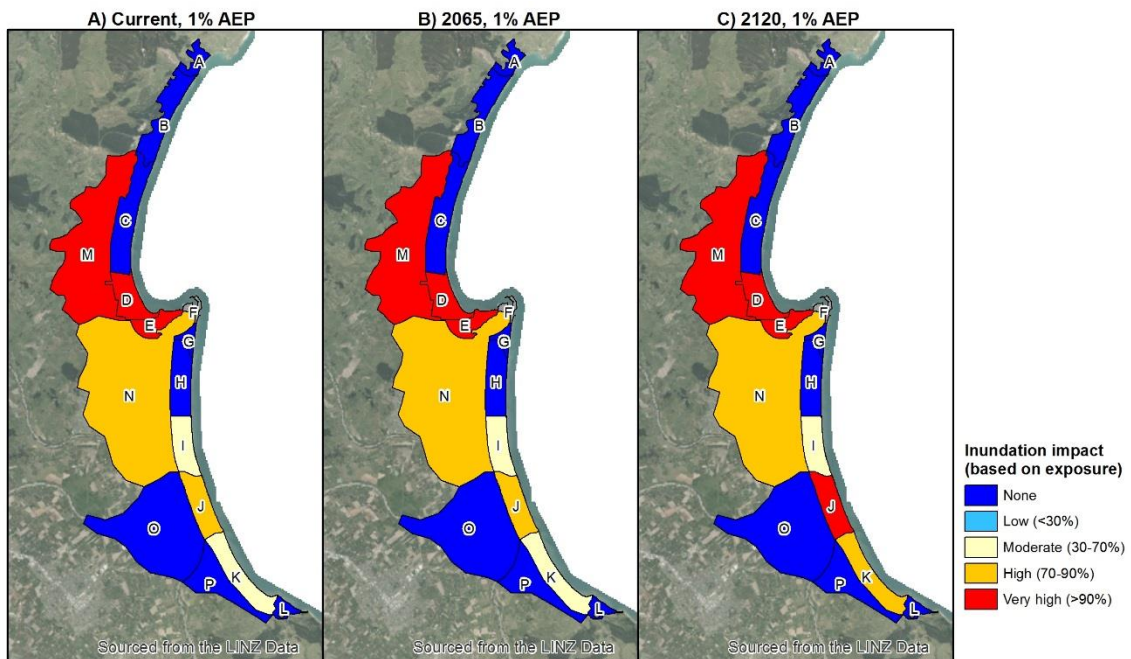 A) Current, 1% AEP
B) 2065, 1% AEP
C) 2120, 1% AEP
A
B
C
M
D
F
E
G
H
N
I
J
O
K
P
L
Sourced from the LINZ Data
A
B
C
M
D
F
E
G
H
N
I
J
O
K
P
L
Sourced from the LINZ Data
A
B
C
M
D
F
E
G
H
N
I
J
O
K
P
L
Sourced from the LINZ Data
Inundation impact
(based on exposure)
None
Low (<30%)
Moderate (30-70%)
High (70-90%)
Very high (>90%)